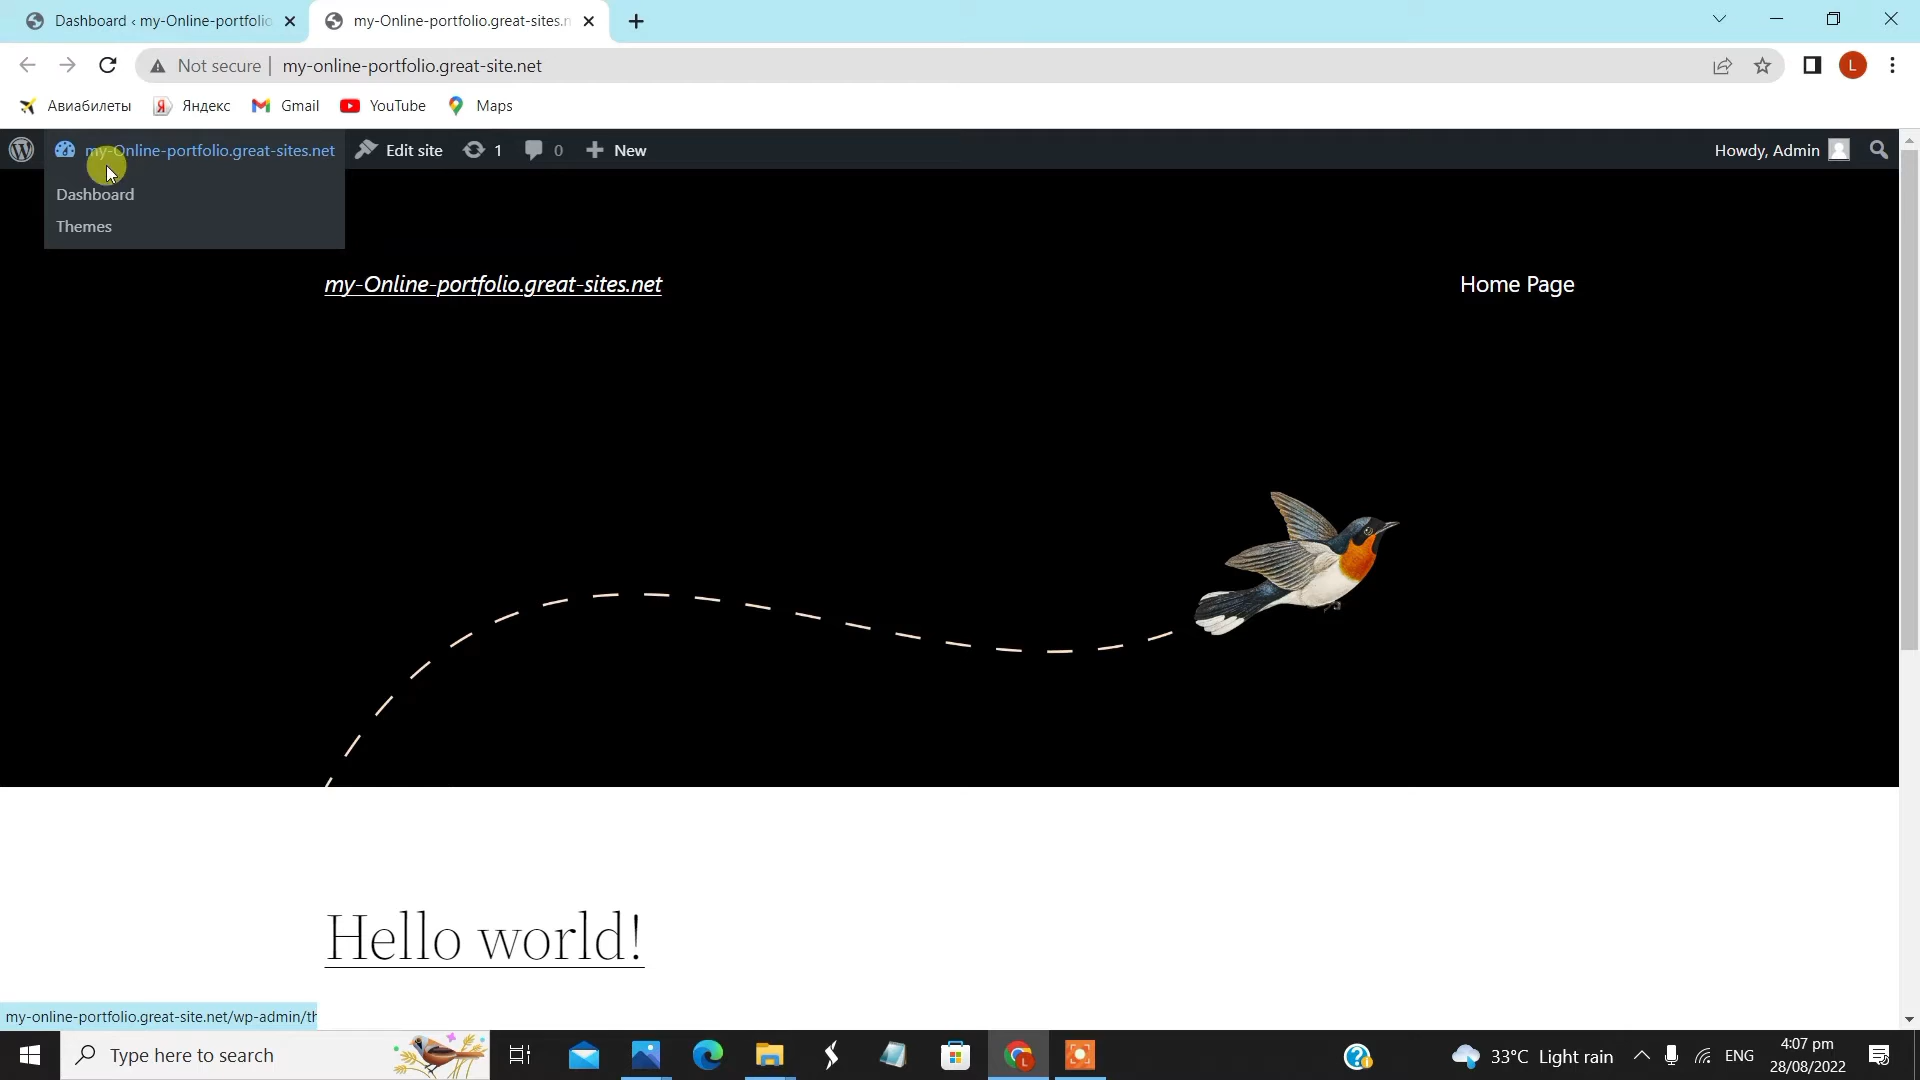 Dashboard ‹ my-Online-portfolio
my-Online-portfolio.great-sites.n
Not secure
my-online-portfolio.great-site.net
L
Авиабилеты
Яндекс
Gmail
YouTube
Maps
my-Online-portfolio.great-sites.net
Edit site
1
0
New
Howdy, Admin
Dashboard
Themes
my-Online-portfolio.great-sites.net
Home Page
Hello world!
my-online-portfolio.great-site.net/wp-admin/th
Type here to search
33°C Light rain
ENG
4:07 pm
28/08/2022